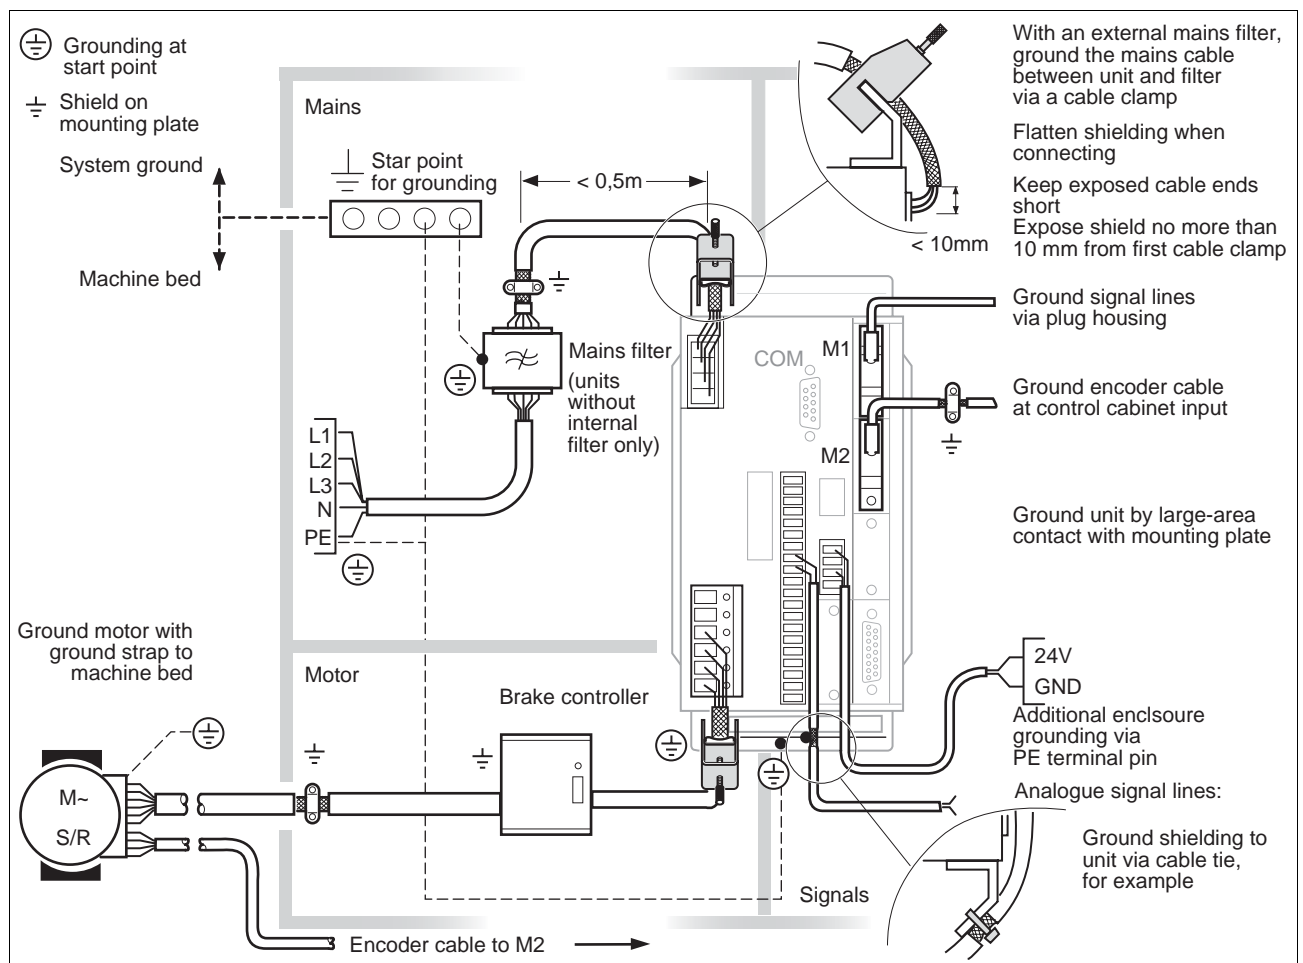 Grounding at
start point
Shield on
mounting plate
System ground
Machine bed
Mains
Star point
for grounding
< 0,5m
With an external mains filter,
ground the mains cable
between unit and filter
via a cable clamp
Flatten shielding when
connecting
Keep exposed cable ends
short
Expose shield no more than
10 mm from first cable clamp
< 10mm
Ground signal lines
via plug housing
M1
COM
Mains filter
(units
without
internal
filter only)
Ground encoder cable
at control cabinet input
M2
L1
L2
L3
N
PE
Ground unit by large-area
contact with mounting plate
Ground motor with
ground strap to
machine bed
Motor
Brake controller
24V
GND
Additional enclsoure
grounding via
PE terminal pin
M~
S/R
Analogue signal lines:
Ground shielding to
unit via cable tie,
for example
Signals
Encoder cable to M2